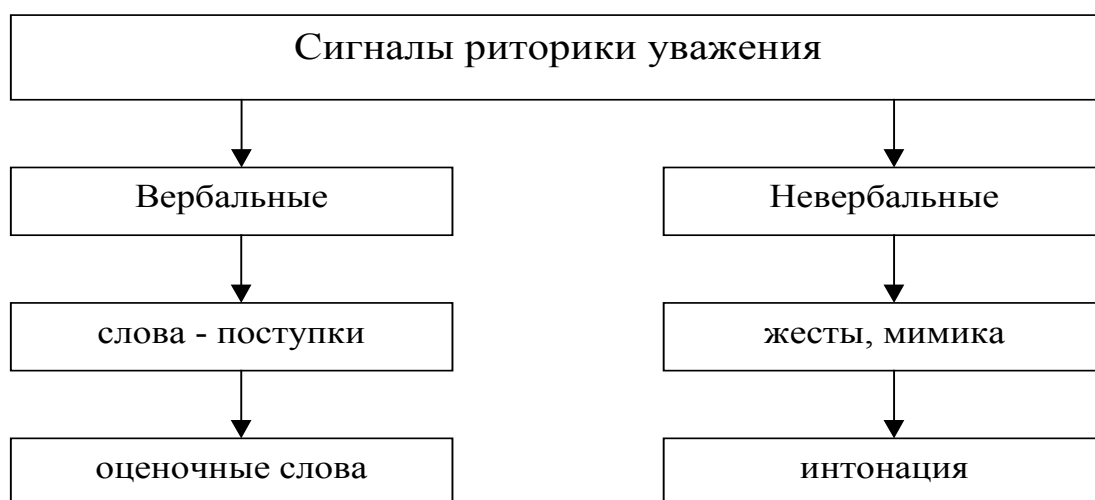 Сигналы риторики уважения
Вербальные
Невербальные
слова - поступки
жесты, мимика
оценочные слова
интонация